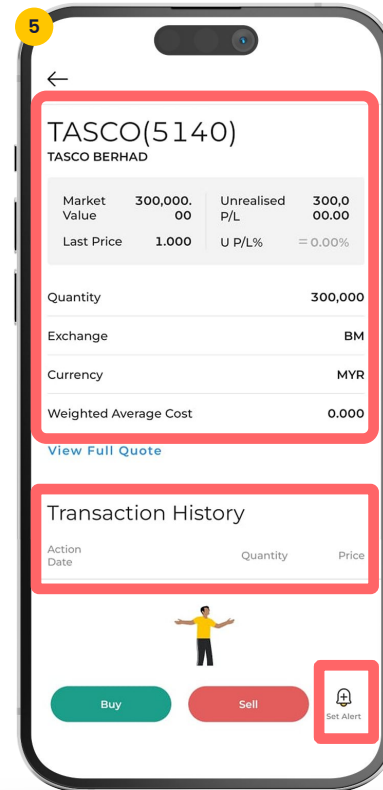 5
TASCO(5140)
TASCO BERHAD
Market Value 300,000.00 Unrealised P/L 300,000.00
Last Price 1.000 U P/L% = 0.00%
Quantity 300,000
Exchange BM
Currency MYR
Weighted Average Cost 0.000
View Full Quote
Transaction History
Action
Date Quantity Price
Buy Sell Set Alert